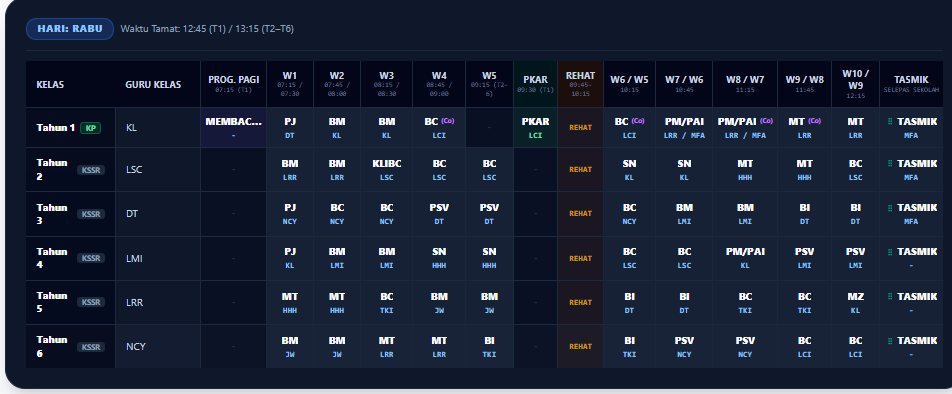 HARI: RABU Waktu Tamat: 12:45 (T1) / 13:15 (T2–T6)
KELAS GURU KELAS PROG. PAGI W1 W2 W3 W4 W5 PKAR REHAT W6 / W5 W7 / W6 W8 / W7 W9 / W8 W10 / W9 TASMIK
07:15 (T1) 07:15 / 07:30 07:45 / 08:00 08:15 / 08:30 08:45 / 09:00 09:15 (T2–6) 09:30 (T1) 09:45–10:15 10:15 10:45 11:15 11:45 12:15 SELEPAS SEKOLAH
Tahun 1 KP KL MEMBAC... PJ BM BM BC (Co) - PKAR REHAT BC (Co) PM/PAI PM/PAI (Co) MT (Co) MT TASMIK
- DT KL KL LCI LCI LCI LRR / MFA LRR / MFA LRR LRR MFA
Tahun 2 KSSR LSC - BM BM KLIBC BC BC - REHAT SN SN MT MT BC TASMIK
LRR LRR LSC LSC LSC KL KL HHH HHH LSC MFA
Tahun 3 KSSR DT - PJ BC BC PSV PSV - REHAT BC BM BM BI BI TASMIK
NCY NCY NCY DT DT NCY LMI LMI DT DT MFA
Tahun 4 KSSR LMI - PJ BM BM SN SN - REHAT BC BC PM/PAI PSV PSV TASMIK
KL LMI LMI HHH HHH LSC LSC KL LMI LMI -
Tahun 5 KSSR LRR - MT MT BC BM BM - REHAT BI BI BC BC MZ TASMIK
HHH HHH TKI JW JW DT DT TKI TKI KL -
Tahun 6 KSSR NCY - BM BM MT MT BI - REHAT BI PSV PSV BC BC TASMIK
JW JW LRR LRR TKI TKI NCY NCY LCI LCI -